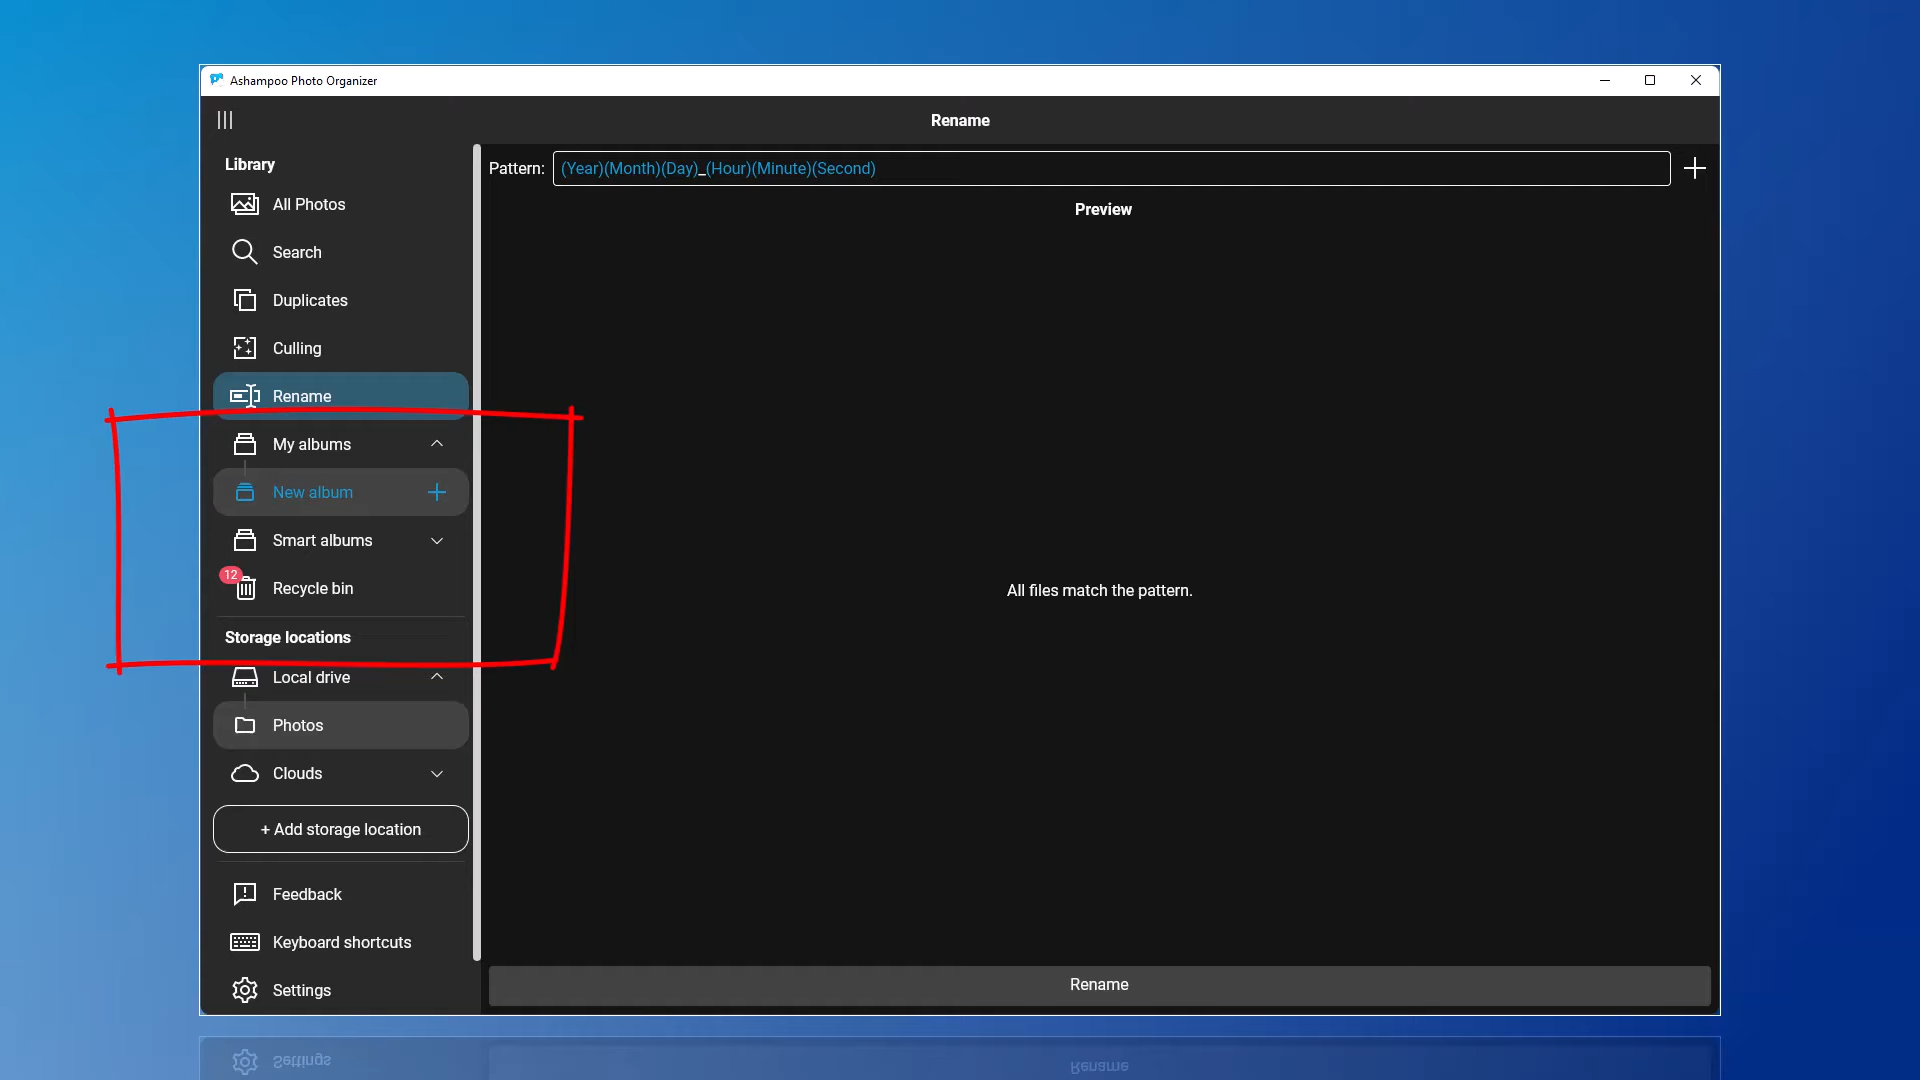 Ashampoo Photo Organizer
Rename
Library
All Photos
Search
Duplicates
Culling
Rename
My albums
New album
Smart albums
12
Recycle bin
Storage locations
Local drive
Photos
Clouds
+ Add storage location
Feedback
Keyboard shortcuts
Settings
Pattern: (Year)(Month)(Day)_(Hour)(Minute)(Second)
Preview
All files match the pattern.
Rename
Settings
Rename